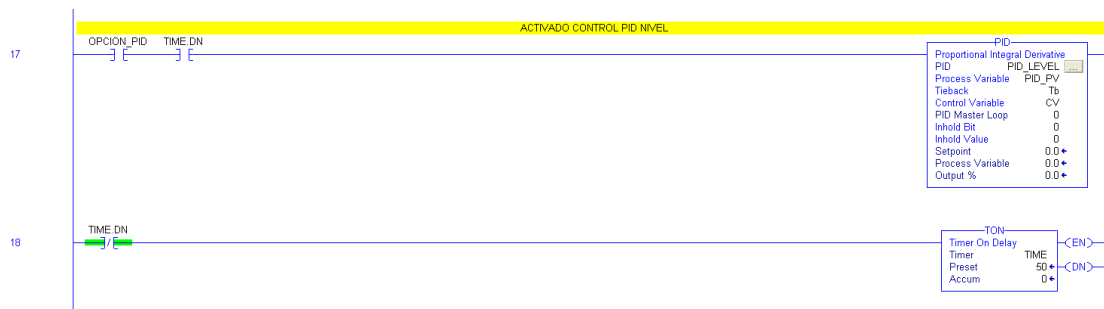 ACTIVADO CONTROL PID NIVEL
OPCION_PID TIME.DN
17
PID
Proportional Integral Derivative
PID PID_LEVEL ...
Process Variable PID_PV
Tieback Tb
Control Variable CV
PID Master Loop 0
Inhold Bit 0
Inhold Value 0
Setpoint 0.0
Process Variable 0.0
Output % 0.0
TIME.DN
18
TON
Timer On Delay EN
Timer TIME
Preset 50 DN
Accum 0